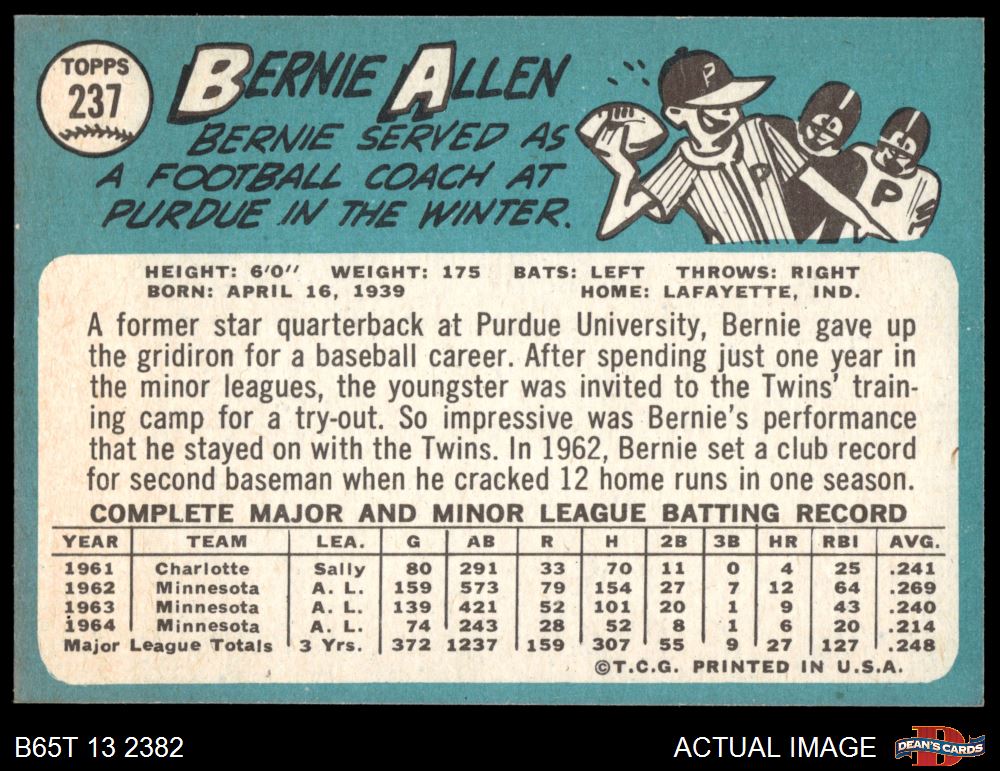 TOPPS
237
BERNIE ALLEN
BERNIE SERVED AS
A FOOTBALL COACH AT
PURDUE IN THE WINTER.
P
P
P
HEIGHT: 6'0" WEIGHT: 175 BATS: LEFT THROWS: RIGHT
BORN: APRIL 16, 1939 HOME: LAFAYETTE, IND.
A former star quarterback at Purdue University, Bernie gave up
the gridiron for a baseball career. After spending just one year in
the minor leagues, the youngster was invited to the Twins' train-
ing camp for a try-out. So impressive was Bernie's performance
that he stayed on with the Twins. In 1962, Bernie set a club record
for second baseman when he cracked 12 home runs in one season.
COMPLETE MAJOR AND MINOR LEAGUE BATTING RECORD
YEAR TEAM LEA. G AB R H 2B 3B HR RBI AVG.
1961 Charlotte Sally 80 291 33 70 11 0 4 25 .241
1962 Minnesota A. L. 159 573 79 154 27 7 12 64 .269
1963 Minnesota A. L. 139 421 52 101 20 1 9 43 .240
1964 Minnesota A. L. 74 243 28 52 8 1 6 20 .214
Major League Totals 3 Yrs. 372 1237 159 307 55 9 27 127 .248
©T.C.G. PRINTED IN U.S.A.
B65T 13 2382 ACTUAL IMAGE D DEAN'S CARDS